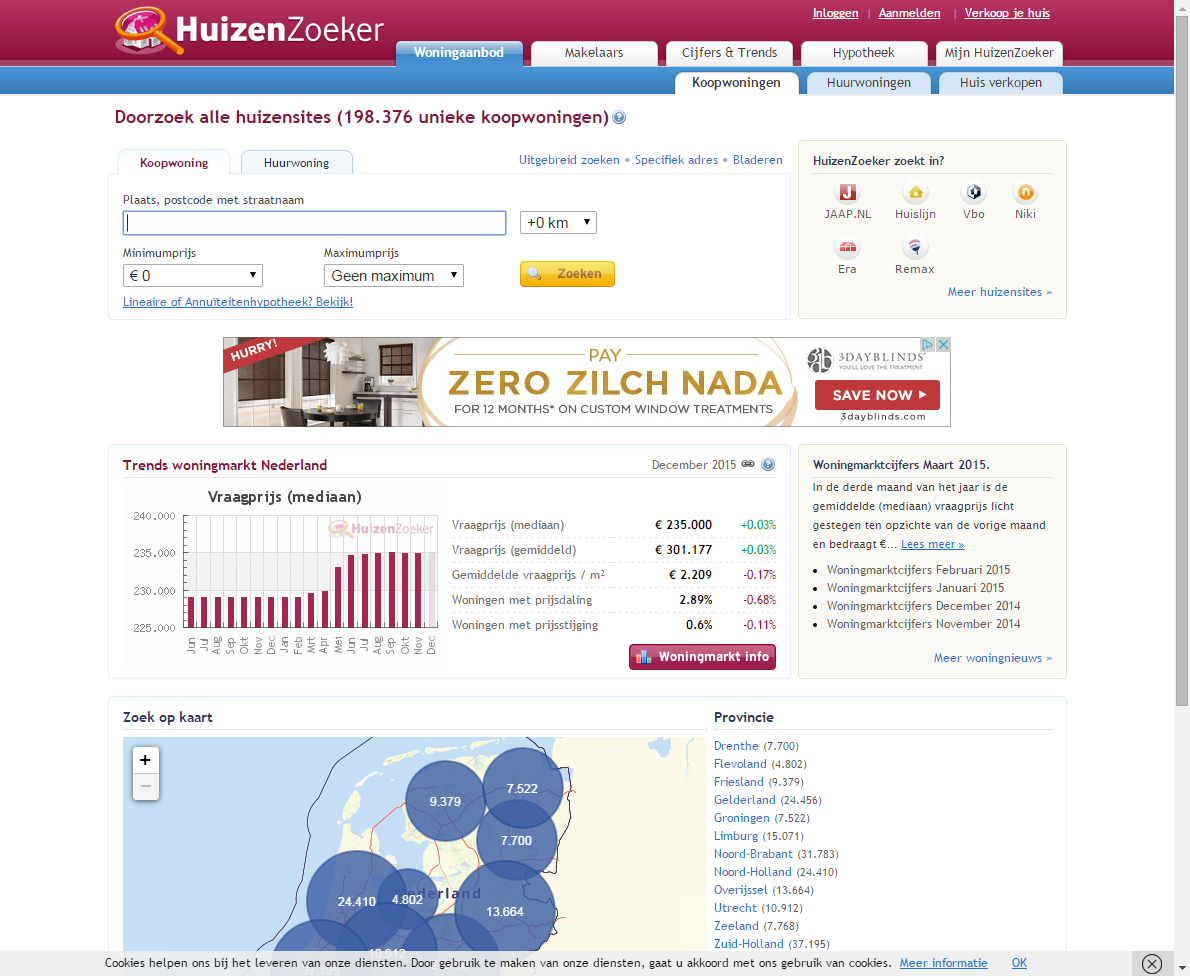 Inloggen | Aanmelden | Verkoop je huis
HuizenZoeker
Woningaanbod Makelaars Cijfers & Trends Hypotheek Mijn HuizenZoeker
Koopwoningen Huurwoningen Huis verkopen
Doorzoek alle huizensites (198.376 unieke koopwoningen) ?
Koopwoning Huurwoning Uitgebreid zoeken • Specifiek adres • Bladeren
Plaats, postcode met straatnaam
+0 km
Minimumprijs Maximumprijs
€ 0 Geen maximum Zoeken
Lineaire of Annuïteitenhypotheek? Bekijk!
HuizenZoeker zoekt in?
JAAP.NL Huislijn Vbo Niki
Era Remax
Meer huizensites »
HURRY!
PAY
ZERO ZILCH NADA
FOR 12 MONTHS* ON CUSTOM WINDOW TREATMENTS
3DAYBLINDS
YOU'LL LOVE THE TREATMENT
SAVE NOW
3dayblinds.com
Trends woningmarkt Nederland December 2015 ?
Vraagprijs (mediaan)
HuizenZoeker
240.000
235.000
230.000
225.000
Jun Jul Aug Sep Okt Nov Dec Jan Feb Mrt Apr Mei Jun Jul Aug Sep Okt Nov Dec
Vraagprijs (mediaan) € 235.000 +0.03%
Vraagprijs (gemiddeld) € 301.177 +0.03%
Gemiddelde vraagprijs / m² € 2.209 -0.17%
Woningen met prijsdaling 2.89% -0.68%
Woningen met prijsstijging 0.6% -0.11%
Woningmarkt info
Woningmarktcijfers Maart 2015.
In de derde maand van het jaar is de
gemiddelde (mediaan) vraagprijs licht
gestegen ten opzichte van de vorige maand
en bedraagt €... Lees meer »
Woningmarktcijfers Februari 2015
Woningmarktcijfers Januari 2015
Woningmarktcijfers December 2014
Woningmarktcijfers November 2014
Meer woningnieuws »
Zoek op kaart
+
−
9.379
7.522
7.700
24.410
4.802
13.664
10.912
Provincie
Drenthe (7.700)
Flevoland (4.802)
Friesland (9.379)
Gelderland (24.456)
Groningen (7.522)
Limburg (15.071)
Noord-Brabant (31.783)
Noord-Holland (24.410)
Overijssel (13.664)
Utrecht (10.912)
Zeeland (7.768)
Zuid-Holland (37.195)
Cookies helpen ons bij het leveren van onze diensten. Door gebruik te maken van onze diensten, gaat u akkoord met ons gebruik van cookies. Meer informatie OK